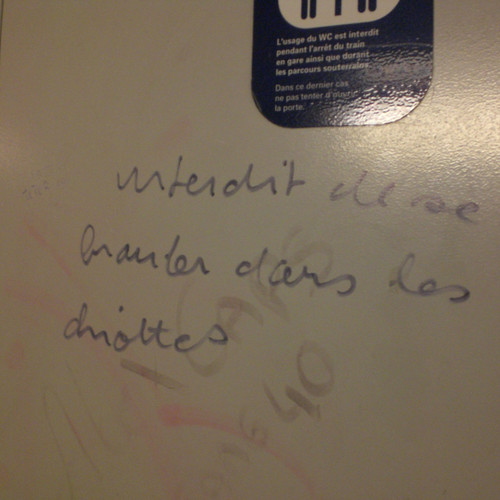 L'usage du WC est interdit
pendant l'arrêt du train
en gare ainsi que durant
les parcours souterrains.
Dans ce dernier cas
ne pas tenter d'ouvrir
la porte.
interdit de se
branler dans les
chiottes